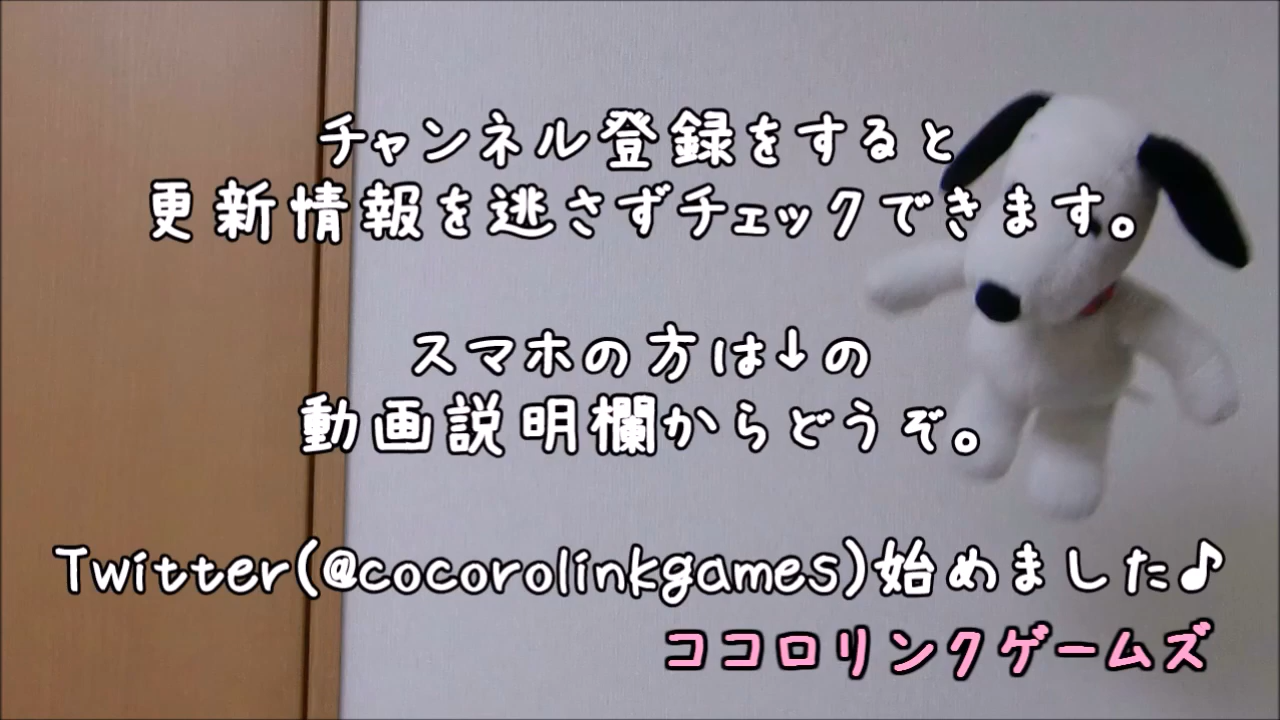 チャンネル登録をすると
更新情報を逃さずチェックできます。
スマホの方は↓の
動画説明欄からどうぞ。
Twitter(@cocorolinkgames)始めました♪
ココロリンクゲームズ